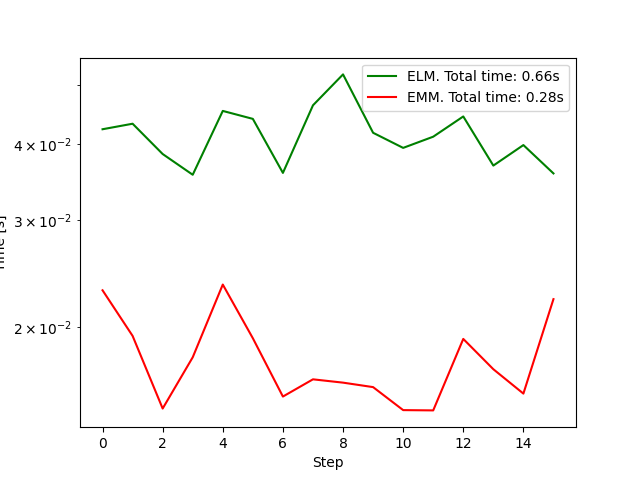 ELM. Total time: 0.66s
EMM. Total time: 0.28s
4 × 10⁻²
3 × 10⁻²
2 × 10⁻²
0 2 4 6 8 10 12 14
Step